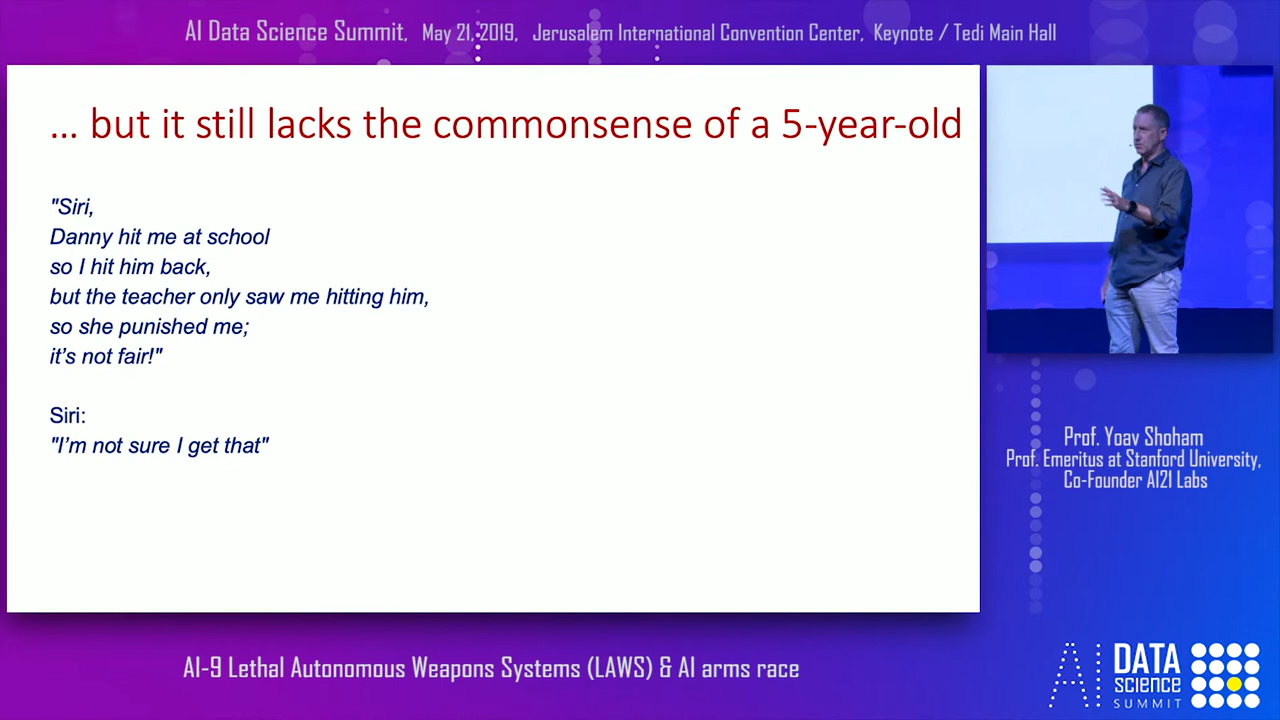 AI Data Science Summit, May 21, 2019, Jerusalem International Convention Center, Keynote / Tedi Main Hall
... but it still lacks the commonsense of a 5-year-old
"Siri,
Danny hit me at school
so I hit him back,
but the teacher only saw me hitting him,
so she punished me;
it's not fair!"
Siri:
"I'm not sure I get that"
Prof. Yoav Shoham
Prof. Emeritus at Stanford University,
Co-Founder AI21 Labs
AI-9 Lethal Autonomous Weapons Systems (LAWS) & AI arms race
AI DATA
SCIENCE
SUMMIT